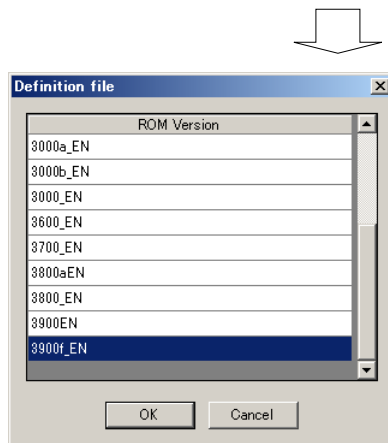 Definition file
ROM Version
3000a_EN
3000b_EN
3000_EN
3600_EN
3700_EN
3800aEN
3800_EN
3900EN
3900f_EN
OK Cancel